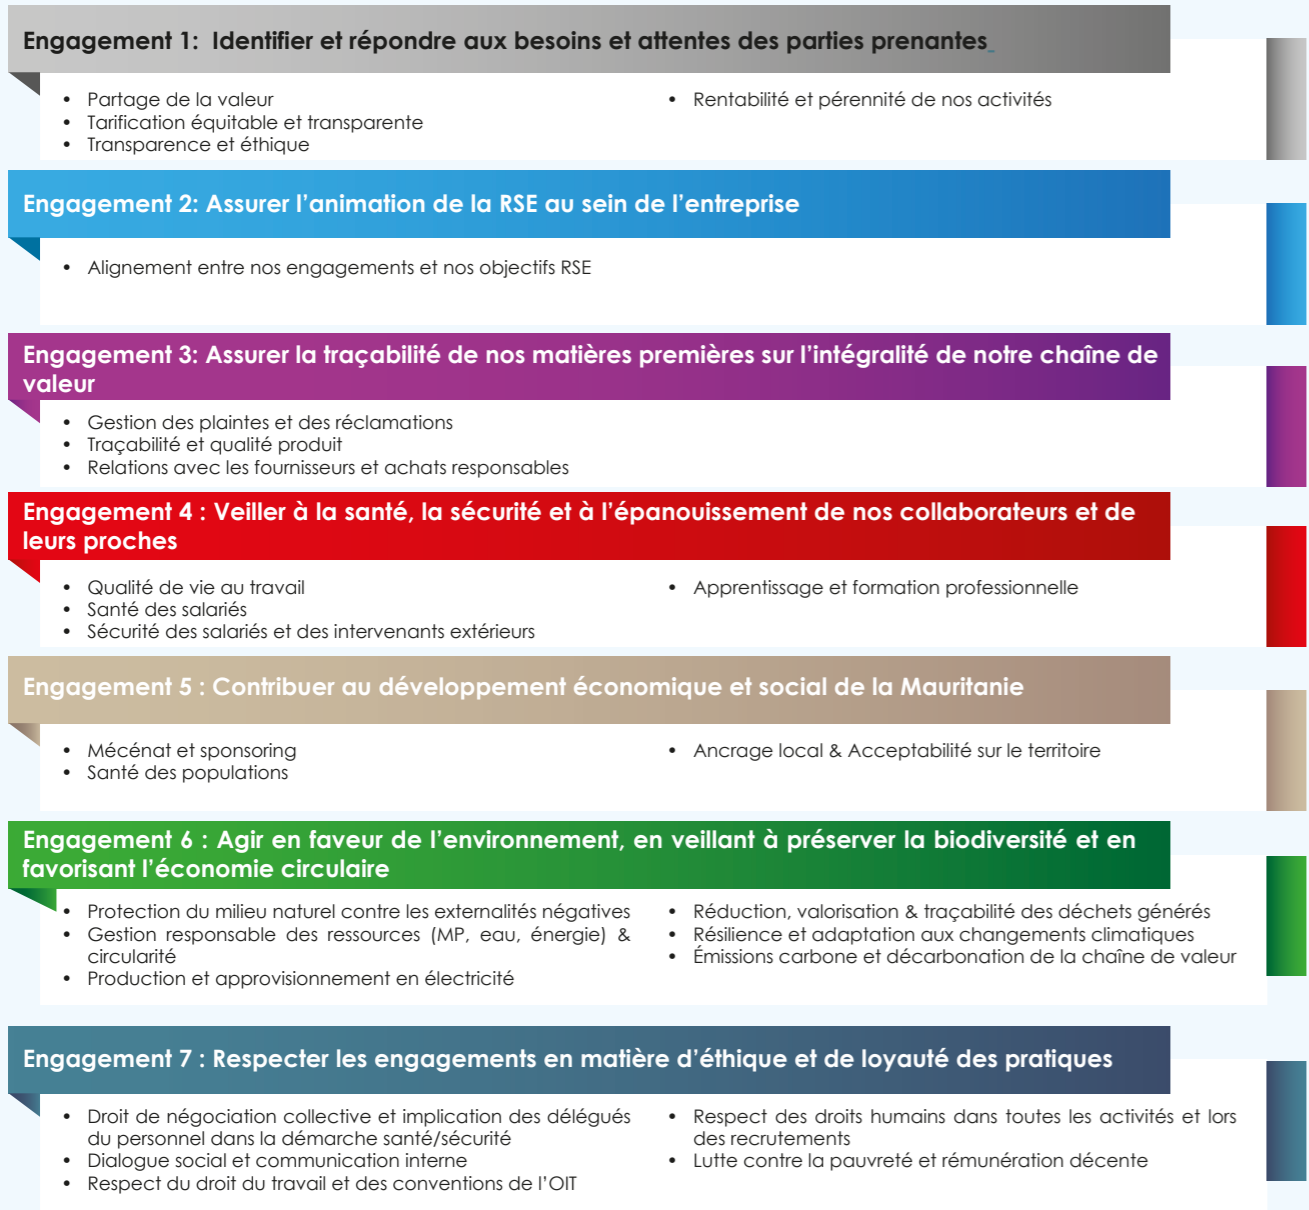 Engagement 1:  Identifier et répondre aux besoins et attentes des parties prenantes
• Partage de la valeur
• Tarification équitable et transparente
• Transparence et éthique
• Rentabilité et pérennité de nos activités
Engagement 2: Assurer l’animation de la RSE au sein de l’entreprise
• Alignement entre nos engagements et nos objectifs RSE
Engagement 3: Assurer la traçabilité de nos matières premières sur l’intégralité de notre chaîne de
valeur
• Gestion des plaintes et des réclamations
• Traçabilité et qualité produit
• Relations avec les fournisseurs et achats responsables
Engagement 4 : Veiller à la santé, la sécurité et à l’épanouissement de nos collaborateurs et de
leurs proches
• Qualité de vie au travail
• Santé des salariés
• Sécurité des salariés et des intervenants extérieurs
• Apprentissage et formation professionnelle
Engagement 5 : Contribuer au développement économique et social de la Mauritanie
• Mécénat et sponsoring
• Santé des populations
• Ancrage local & Acceptabilité sur le territoire
Engagement 6 : Agir en faveur de l’environnement, en veillant à préserver la biodiversité et en
favorisant l’économie circulaire
• Protection du milieu naturel contre les externalités négatives
• Gestion responsable des ressources (MP, eau, énergie) &
circularité
• Production et approvisionnement en électricité
• Réduction, valorisation & traçabilité des déchets générés
• Résilience et adaptation aux changements climatiques
• Émissions carbone et décarbonation de la chaîne de valeur
Engagement 7 : Respecter les engagements en matière d’éthique et de loyauté des pratiques
• Droit de négociation collective et implication des délégués
du personnel dans la démarche santé/sécurité
• Dialogue social et communication interne
• Respect du droit du travail et des conventions de l’OIT
• Respect des droits humains dans toutes les activités et lors
des recrutements
• Lutte contre la pauvreté et rémunération décente